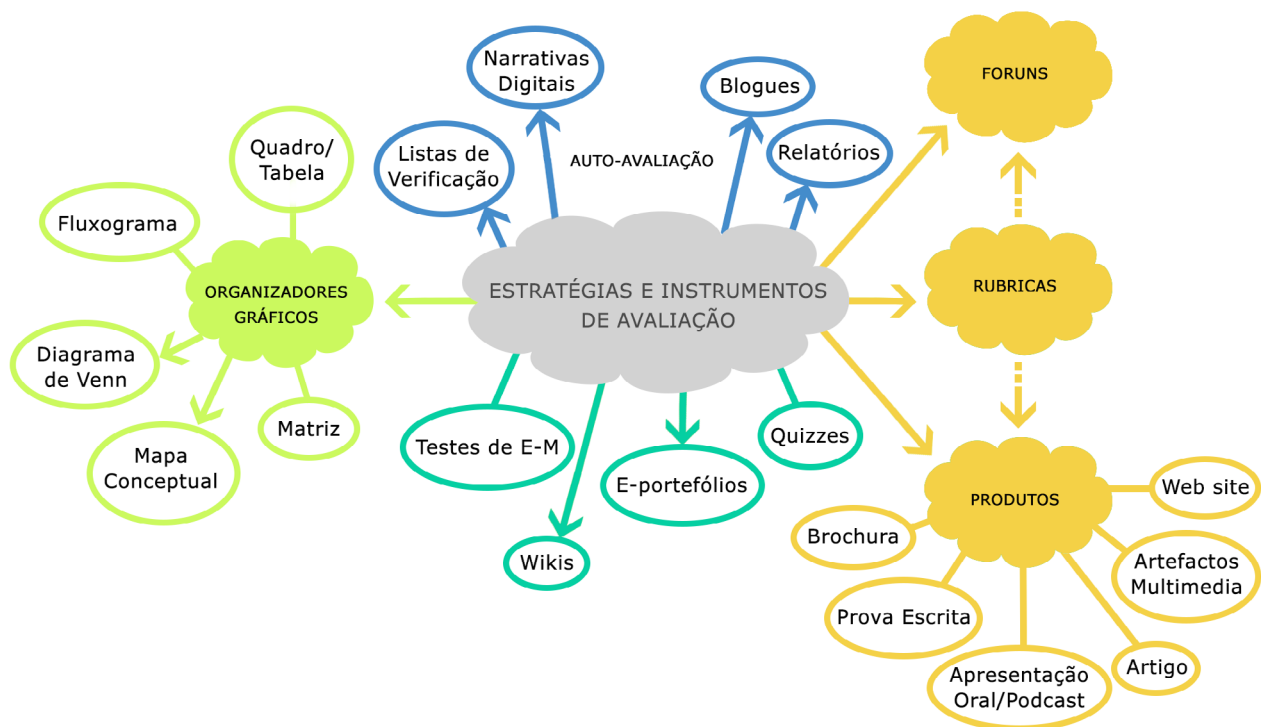 FORUNS
Narrativas
Digitais
Blogues
Quadro/
Tabela
Listas de
Verificação
AUTO-AVALIAÇÃO
Relatórios
Fluxograma
ORGANIZADORES
GRÁFICOS
ESTRATÉGIAS E INSTRUMENTOS
DE AVALIAÇÃO
RUBRICAS
Diagrama
de Venn
Mapa
Conceptual
Matriz
Testes de E-M
Wikis
E-portefólios
Quizzes
PRODUTOS
Web site
Brochura
Artefactos
Multimedia
Prova Escrita
Apresentação
Oral/Podcast
Artigo